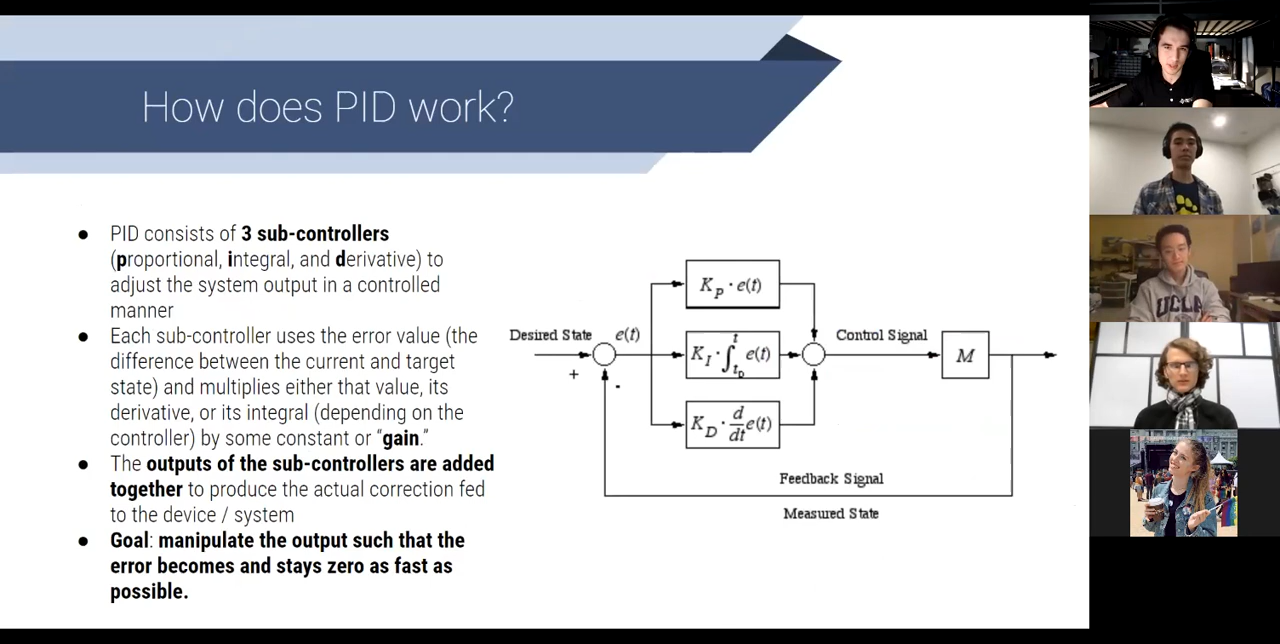 How does PID work?
● PID consists of 3 sub-controllers
(proportional, integral, and derivative) to
adjust the system output in a controlled
manner
● Each sub-controller uses the error value (the
difference between the current and target
state) and multiplies either that value, its
derivative, or its integral (depending on the
controller) by some constant or “gain.”
● The outputs of the sub-controllers are added
together to produce the actual correction fed
to the device / system
● Goal: manipulate the output such that the
error becomes and stays zero as fast as
possible.
Desired State
e(t)
+
-
K_P · e(t)
K_I · ∫_{t_0}^{t} e(t)
K_D · d/dt e(t)
Control Signal
M
Feedback Signal
Measured State
UCLA